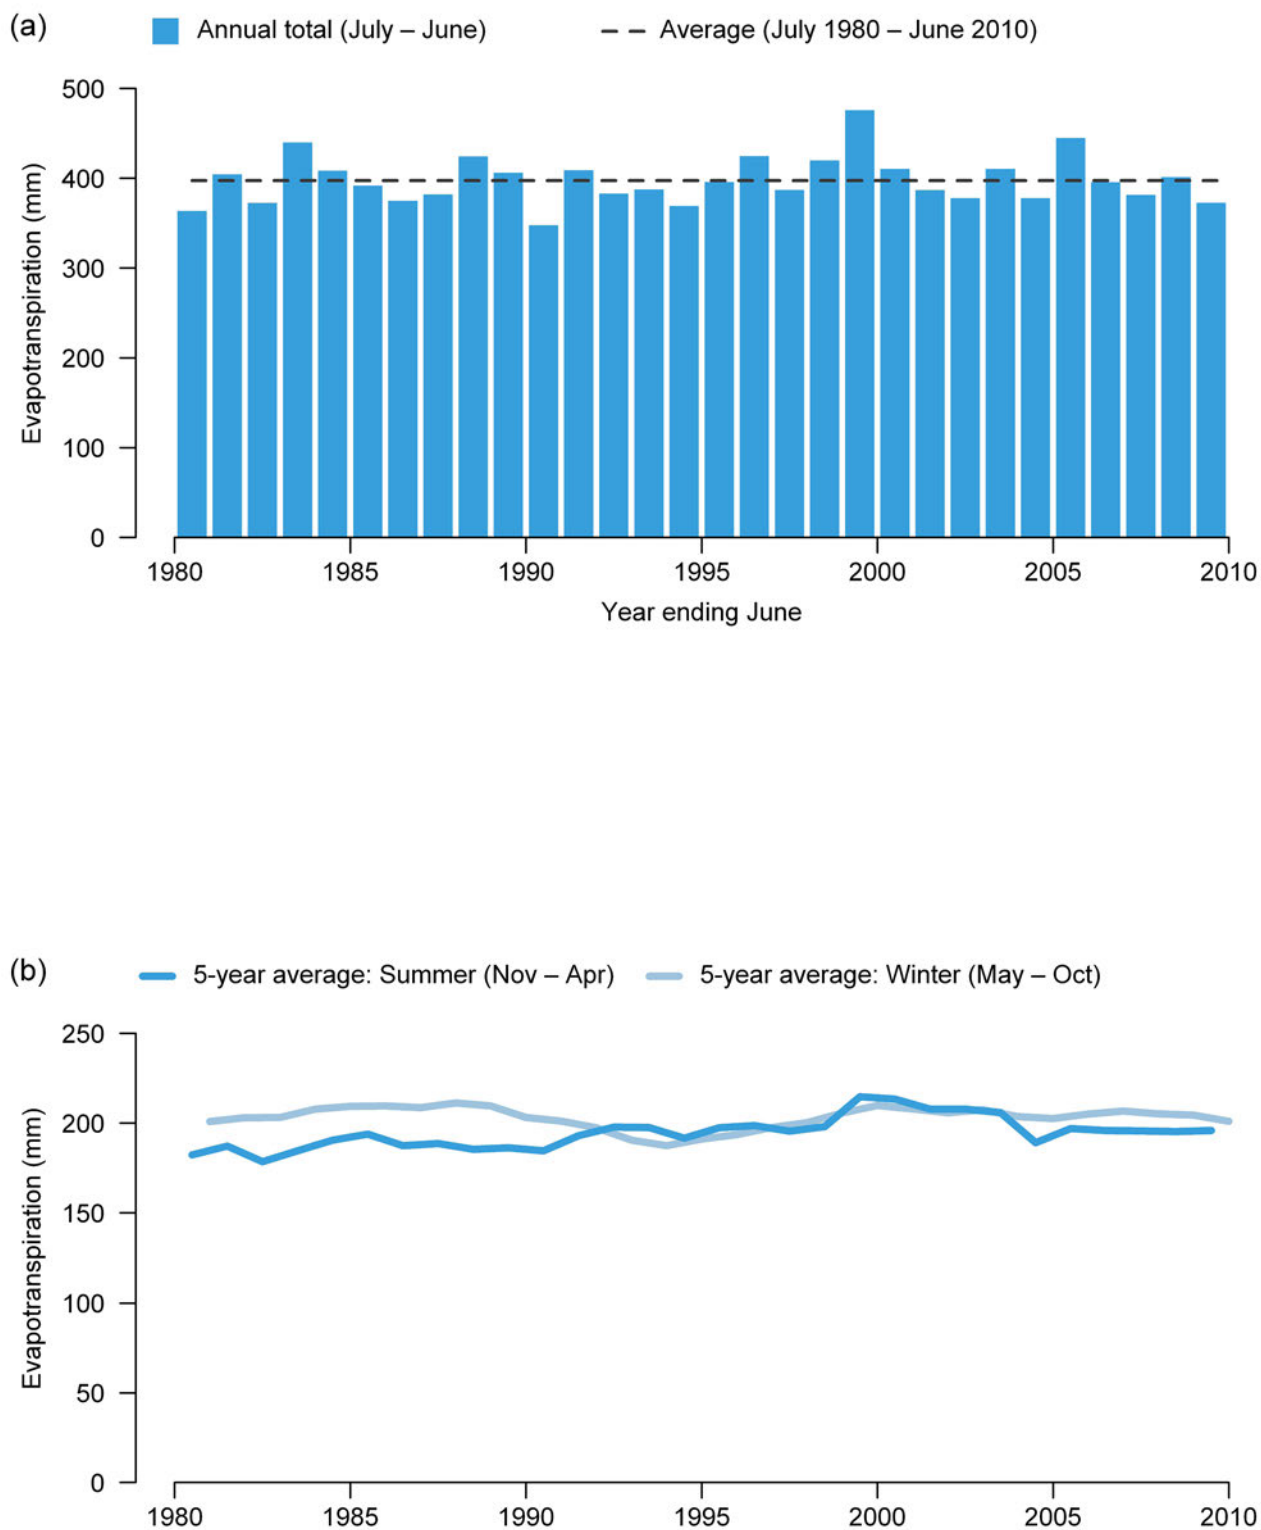 (a) Annual total (July – June) Average (July 1980 – June 2010)
500
400
300
200
100
0
Evapotranspiration (mm)
1980 1985 1990 1995 2000 2005 2010
Year ending June
(b) 5-year average: Summer (Nov – Apr) 5-year average: Winter (May – Oct)
250
200
150
100
50
0
Evapotranspiration (mm)
1980 1985 1990 1995 2000 2005 2010